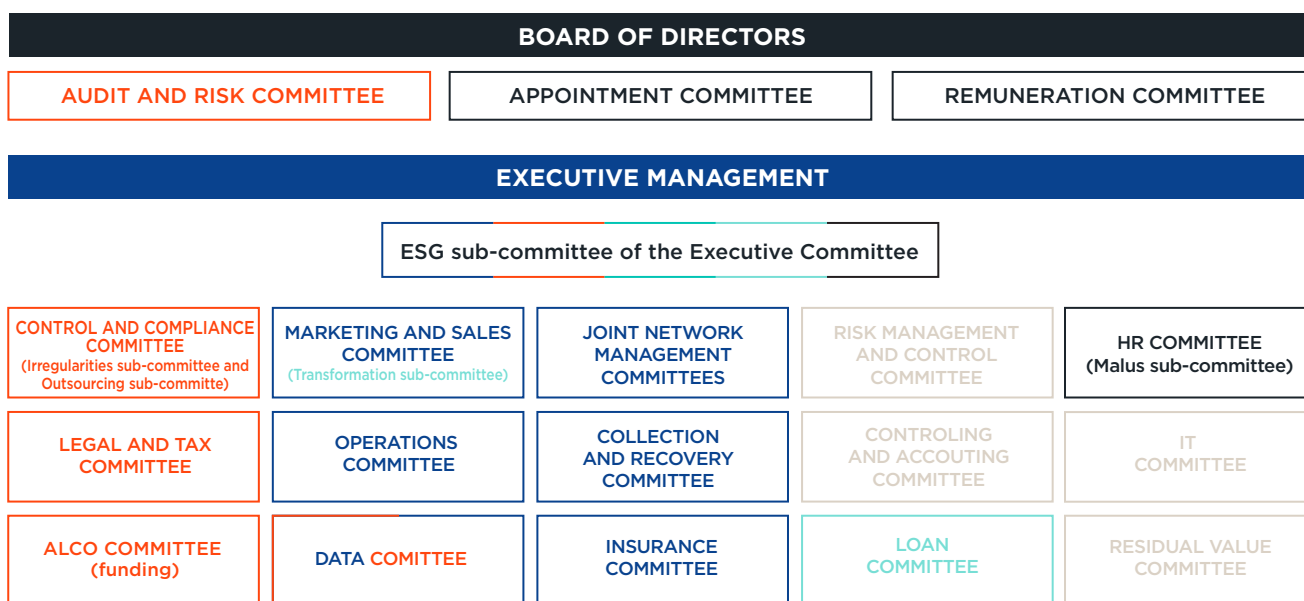 BOARD OF DIRECTORS
AUDIT AND RISK COMMITTEE
APPOINTMENT COMMITTEE
REMUNERATION COMMITTEE
EXECUTIVE MANAGEMENT
ESG sub-committee of the Executive Committee
CONTROL AND COMPLIANCE
COMMITTEE
(Irregularities sub-committee and
Outsourcing sub-committe)
MARKETING AND SALES
COMMITTEE
(Transformation sub-committee)
JOINT NETWORK
MANAGEMENT
COMMITTEES
RISK MANAGEMENT
AND CONTROL
COMMITTEE
HR COMMITTEE
(Malus sub-committee)
LEGAL AND TAX
COMMITTEE
OPERATIONS
COMMITTEE
COLLECTION
AND RECOVERY
COMMITTEE
CONTROLING
AND ACCOUTING
COMMITTEE
IT
COMMITTEE
ALCO COMMITTEE
(funding)
DATA COMITTEE
INSURANCE
COMMITTEE
LOAN
COMMITTEE
RESIDUAL VALUE
COMMITTEE